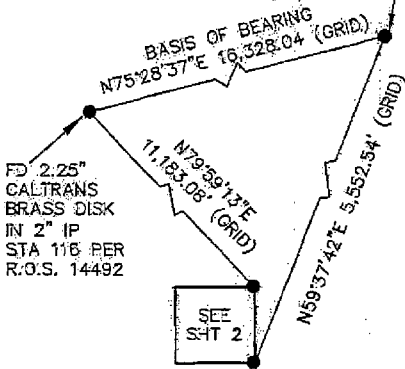 BASIS OF BEARING
N75°28'37"E 16,328.04 (GRID)
N79°59'13"E
11,183.08' (GRID)
N59°37'42"E 5,552.54' (GRID)
FD 2.25"
CALTRANS
BRASS DISK
IN 2" IP
STA 116 PER
R.O.S. 14492
SEE
SHT 2